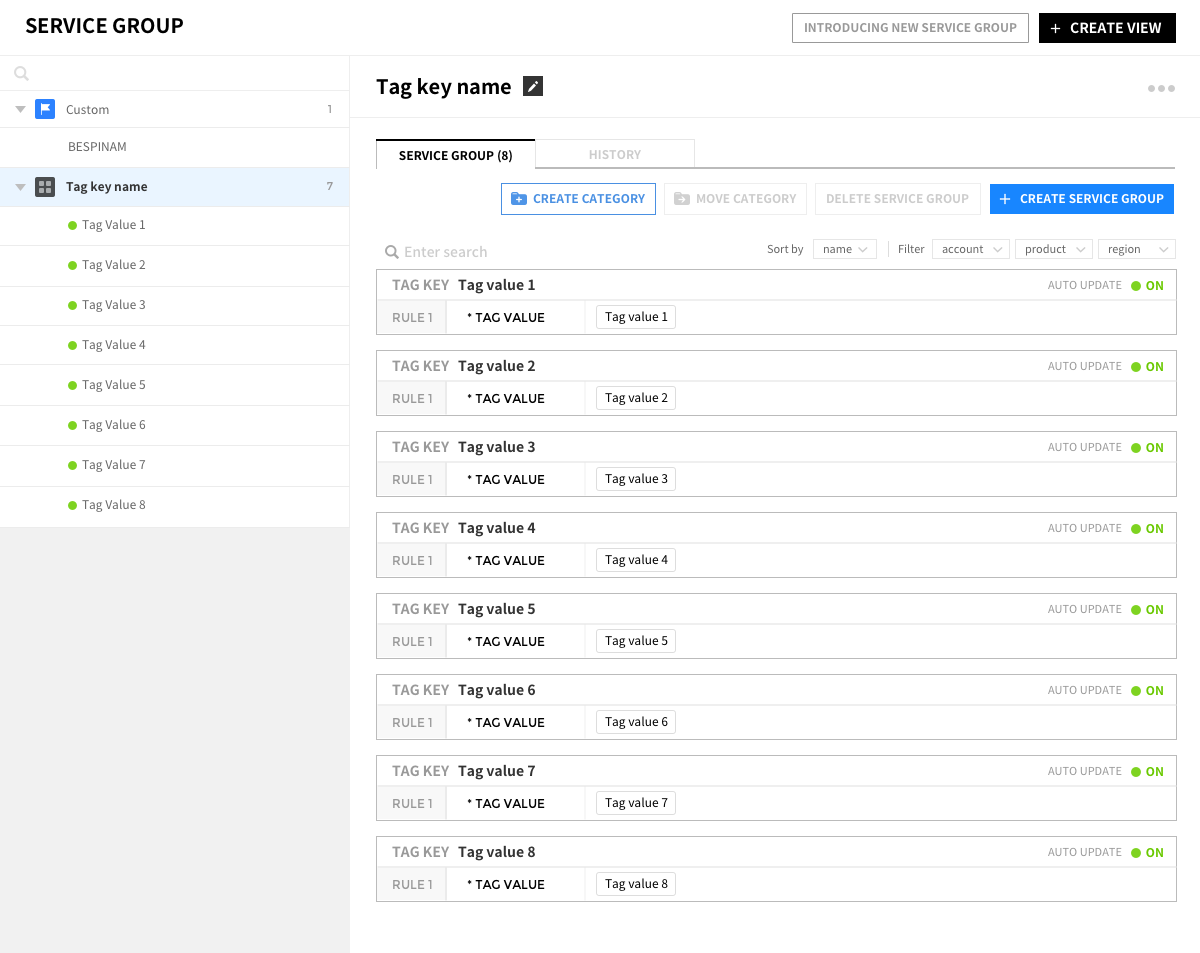 SERVICE GROUP
INTRODUCING NEW SERVICE GROUP
+ CREATE VIEW
Custom 1
BESPINAM
Tag key name 7
Tag Value 1
Tag Value 2
Tag Value 3
Tag Value 4
Tag Value 5
Tag Value 6
Tag Value 7
Tag Value 8
Tag key name
SERVICE GROUP (8) HISTORY
CREATE CATEGORY MOVE CATEGORY DELETE SERVICE GROUP + CREATE SERVICE GROUP
Enter search Sort by name Filter account product region
TAG KEY Tag value 1 AUTO UPDATE ON
RULE 1 * TAG VALUE Tag value 1
TAG KEY Tag value 2 AUTO UPDATE ON
RULE 1 * TAG VALUE Tag value 2
TAG KEY Tag value 3 AUTO UPDATE ON
RULE 1 * TAG VALUE Tag value 3
TAG KEY Tag value 4 AUTO UPDATE ON
RULE 1 * TAG VALUE Tag value 4
TAG KEY Tag value 5 AUTO UPDATE ON
RULE 1 * TAG VALUE Tag value 5
TAG KEY Tag value 6 AUTO UPDATE ON
RULE 1 * TAG VALUE Tag value 6
TAG KEY Tag value 7 AUTO UPDATE ON
RULE 1 * TAG VALUE Tag value 7
TAG KEY Tag value 8 AUTO UPDATE ON
RULE 1 * TAG VALUE Tag value 8